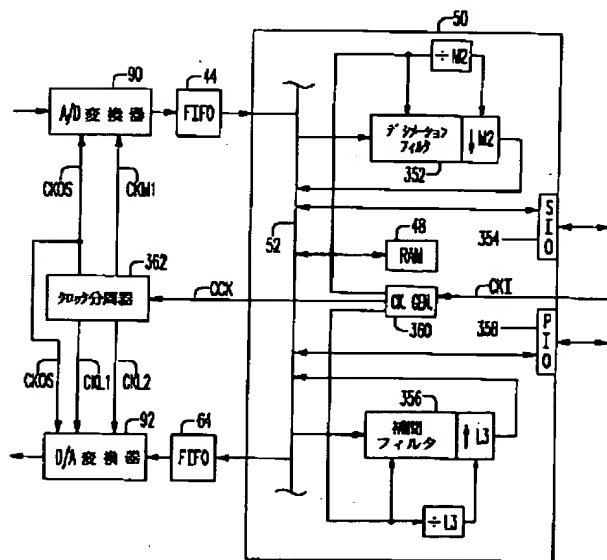 50
÷M2
90
44
A/D変換器
FIFO
デシメーション
フィルタ
↓M2
352
CKOS
CKM1
52
48
RAM
354
SIO
362
クロック分周器
CCK
CK GEN.
CKI
360
358
PIO
CKOS
CKL1
CKL2
92
64
356
補間
フィルタ
↑L3
D/A変換器
FIFO
÷L3